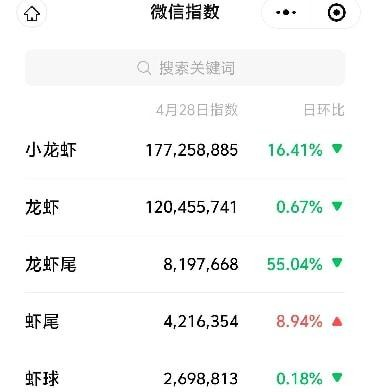 微信指数
搜索关键词
4月28日指数 日环比
小龙虾 177,258,885 16.41%
龙虾 120,455,741 0.67%
龙虾尾 8,197,668 55.04%
虾尾 4,216,354 8.94%
虾球 2,698,813 0.18%